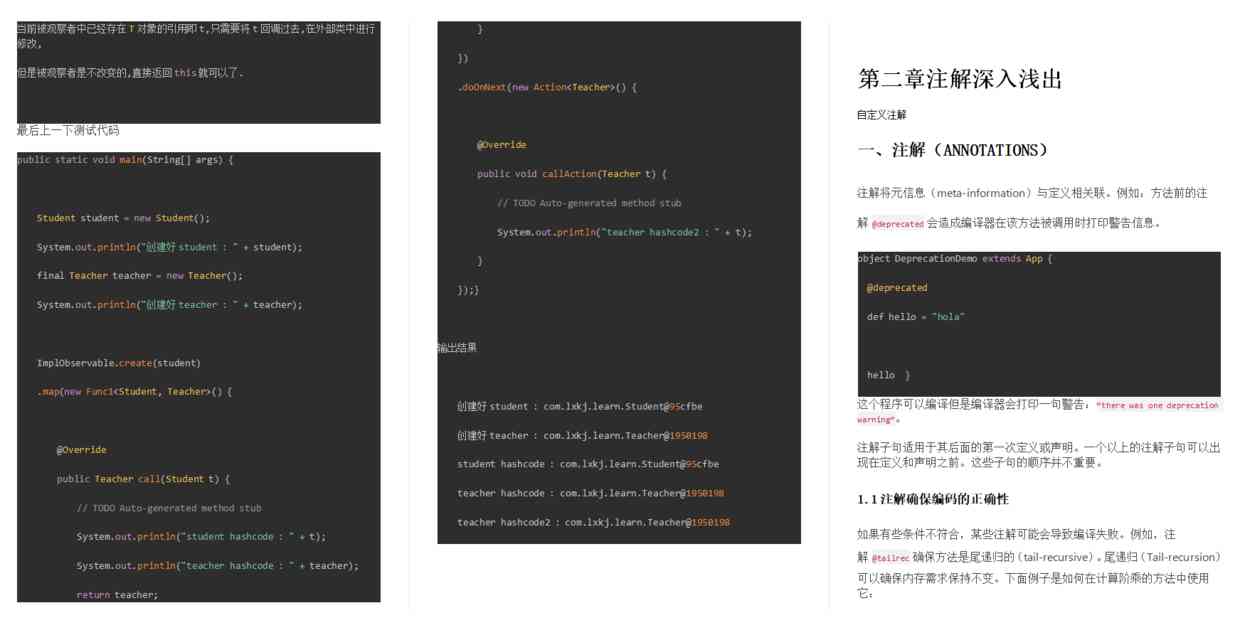 当前被观察者中已经存在 T 对象的引用即 t,只需要将 t 回调过去,在外部类中进行
修改,
但是被观察者是不改变的,直接返回 this 就可以了.
最后上一下测试代码
public static void main(String[] args) {
Student student = new Student();
System.out.println("创建好 student : " + student);
final Teacher teacher = new Teacher();
System.out.println("创建好 teacher : " + teacher);
ImplObservable.create(student)
.map(new Func1<Student, Teacher>() {
@Override
public Teacher call(Student t) {
// TODO Auto-generated method stub
System.out.println("student hashcode : " + t);
System.out.println("teacher hashcode : " + teacher);
return teacher;
}
})
.doOnNext(new Action<Teacher>() {
@Override
public void callAction(Teacher t) {
// TODO Auto-generated method stub
System.out.println("teacher hashcode2 : " + t);
}
});}
输出结果
创建好 student : com.lxkj.learn.Student@95cfbe
创建好 teacher : com.lxkj.learn.Teacher@1950198
student hashcode : com.lxkj.learn.Student@95cfbe
teacher hashcode : com.lxkj.learn.Teacher@1950198
teacher hashcode2 : com.lxkj.learn.Teacher@1950198
第二章注解深入浅出
自定义注解
一、注解（ANNOTATIONS）
注解将元信息（meta-information）与定义相关联。例如：方法前的注
解 @deprecated 会造成编译器在该方法被调用时打印警告信息。
object DeprecationDemo extends App {
@deprecated
def hello = "hola"
hello  }
这个程序可以编译但是编译器会打印一句警告："there was one deprecation
warning"。
注解子句适用于其后面的第一次定义或声明。一个以上的注解子句可以出
现在定义和声明之前。这些子句的顺序并不重要。
1.1 注解确保编码的正确性
如果有些条件不符合，某些注解可能会导致编译失败。例如，注
解 @tailrec 确保方法是尾递归的（tail-recursive）。尾递归（Tail-recursion）
可以确保内存需求保持不变。下面例子是如何在计算阶乘的方法中使用
它：